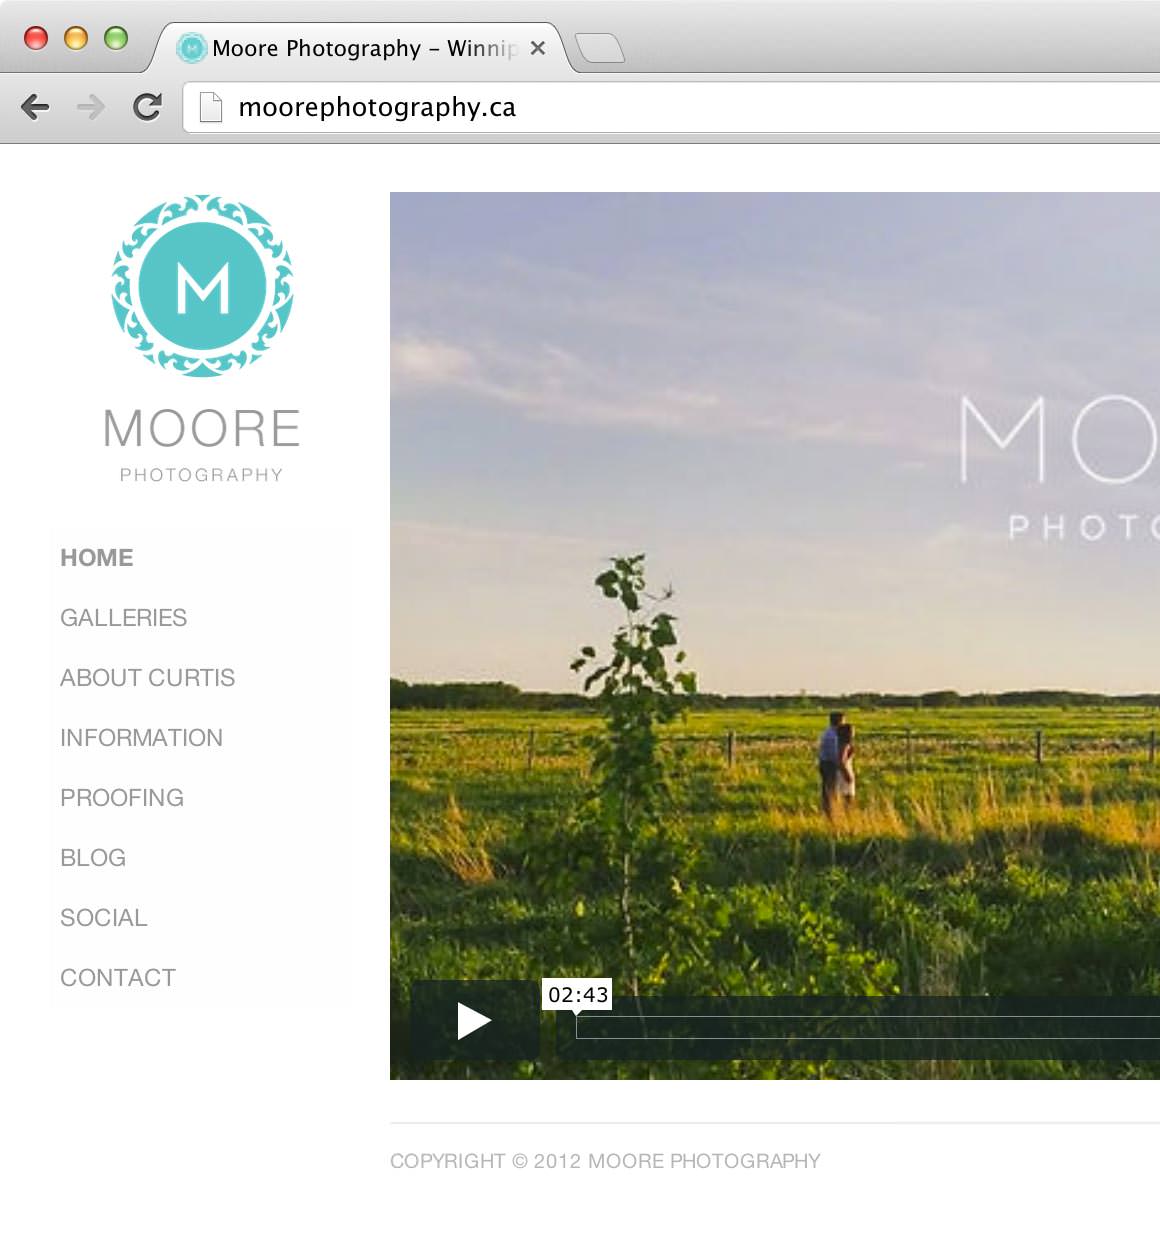 Moore Photography – Winnip
moorephotography.ca
M
MOORE
PHOTOGRAPHY
HOME
GALLERIES
ABOUT CURTIS
INFORMATION
PROOFING
BLOG
SOCIAL
CONTACT
MO
PHOTO
02:43
COPYRIGHT © 2012 MOORE PHOTOGRAPHY